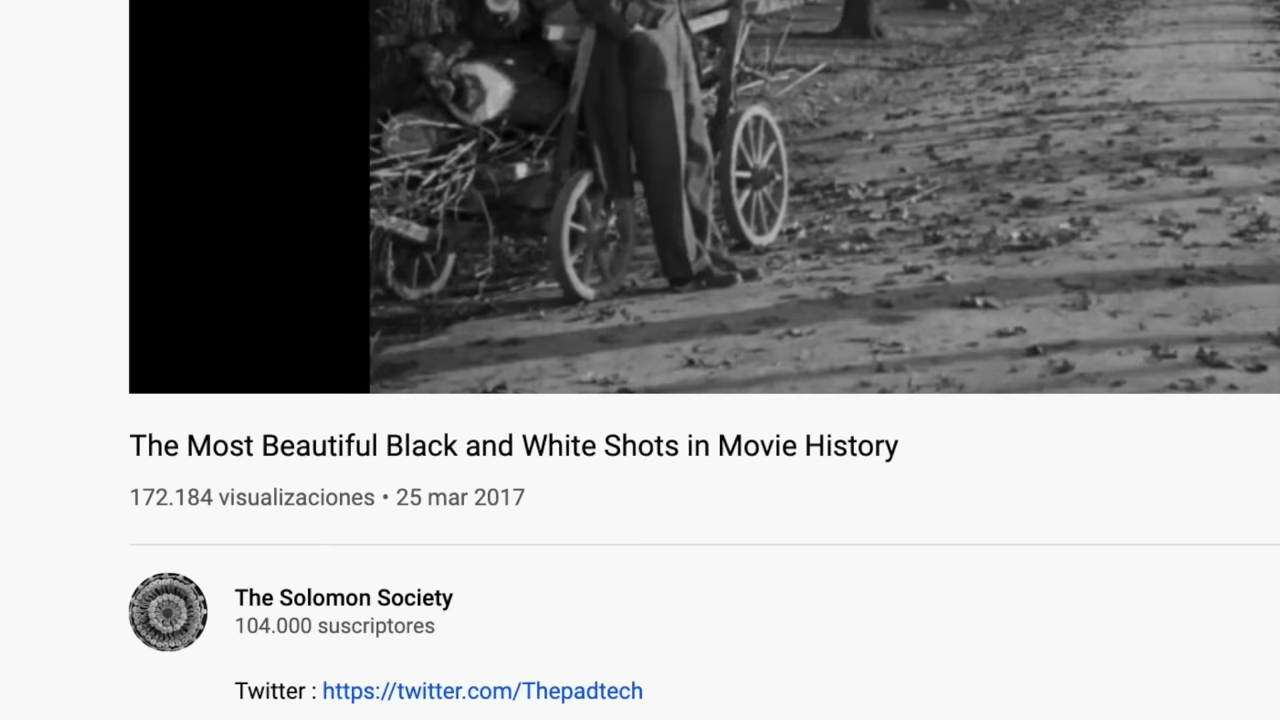 The Most Beautiful Black and White Shots in Movie History
172.184 visualizaciones • 25 mar 2017
The Solomon Society
104.000 suscriptores
Twitter : https://twitter.com/Thepadtech